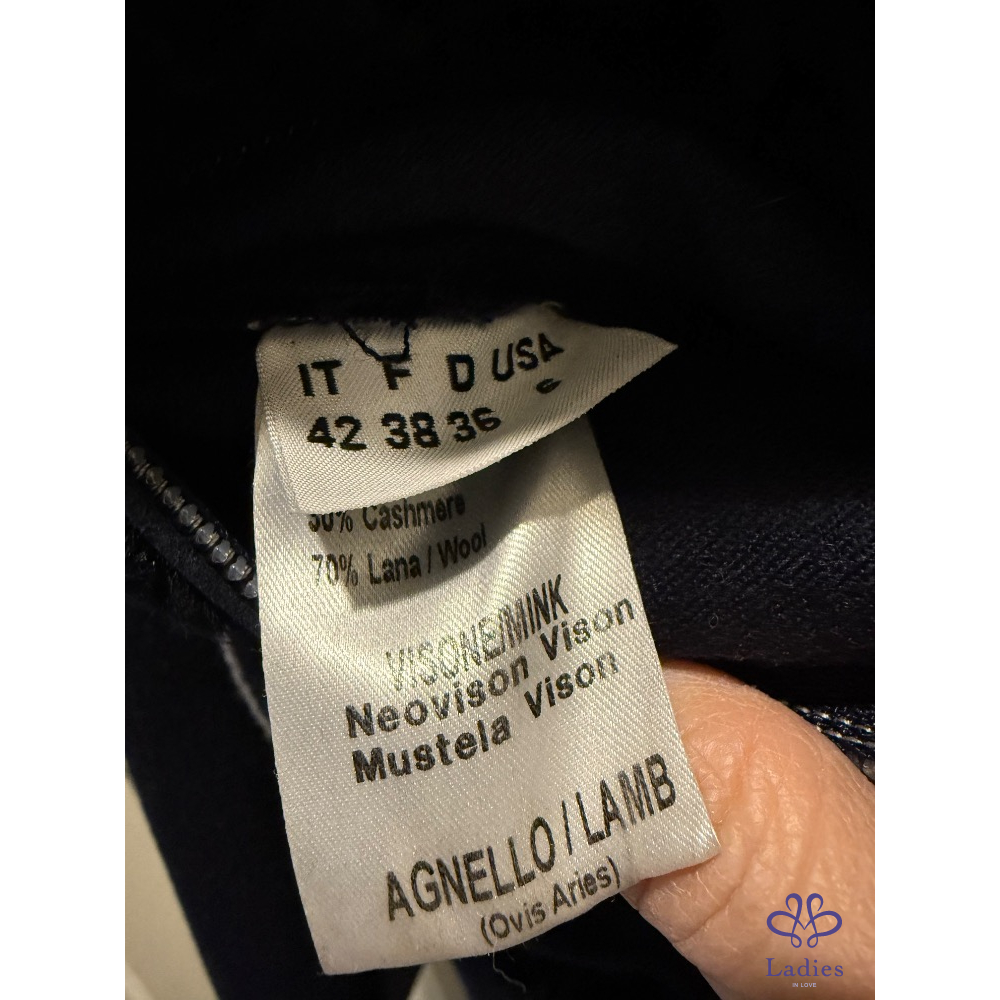 IT F D USA
42 38 36 6
30% Cashmere
70% Lana / Wool
VISONE/MINK
Neovison Vison
Mustela Vison
AGNELLO / LAMB
(Ovis Aries)
Ladies
IN LOVE